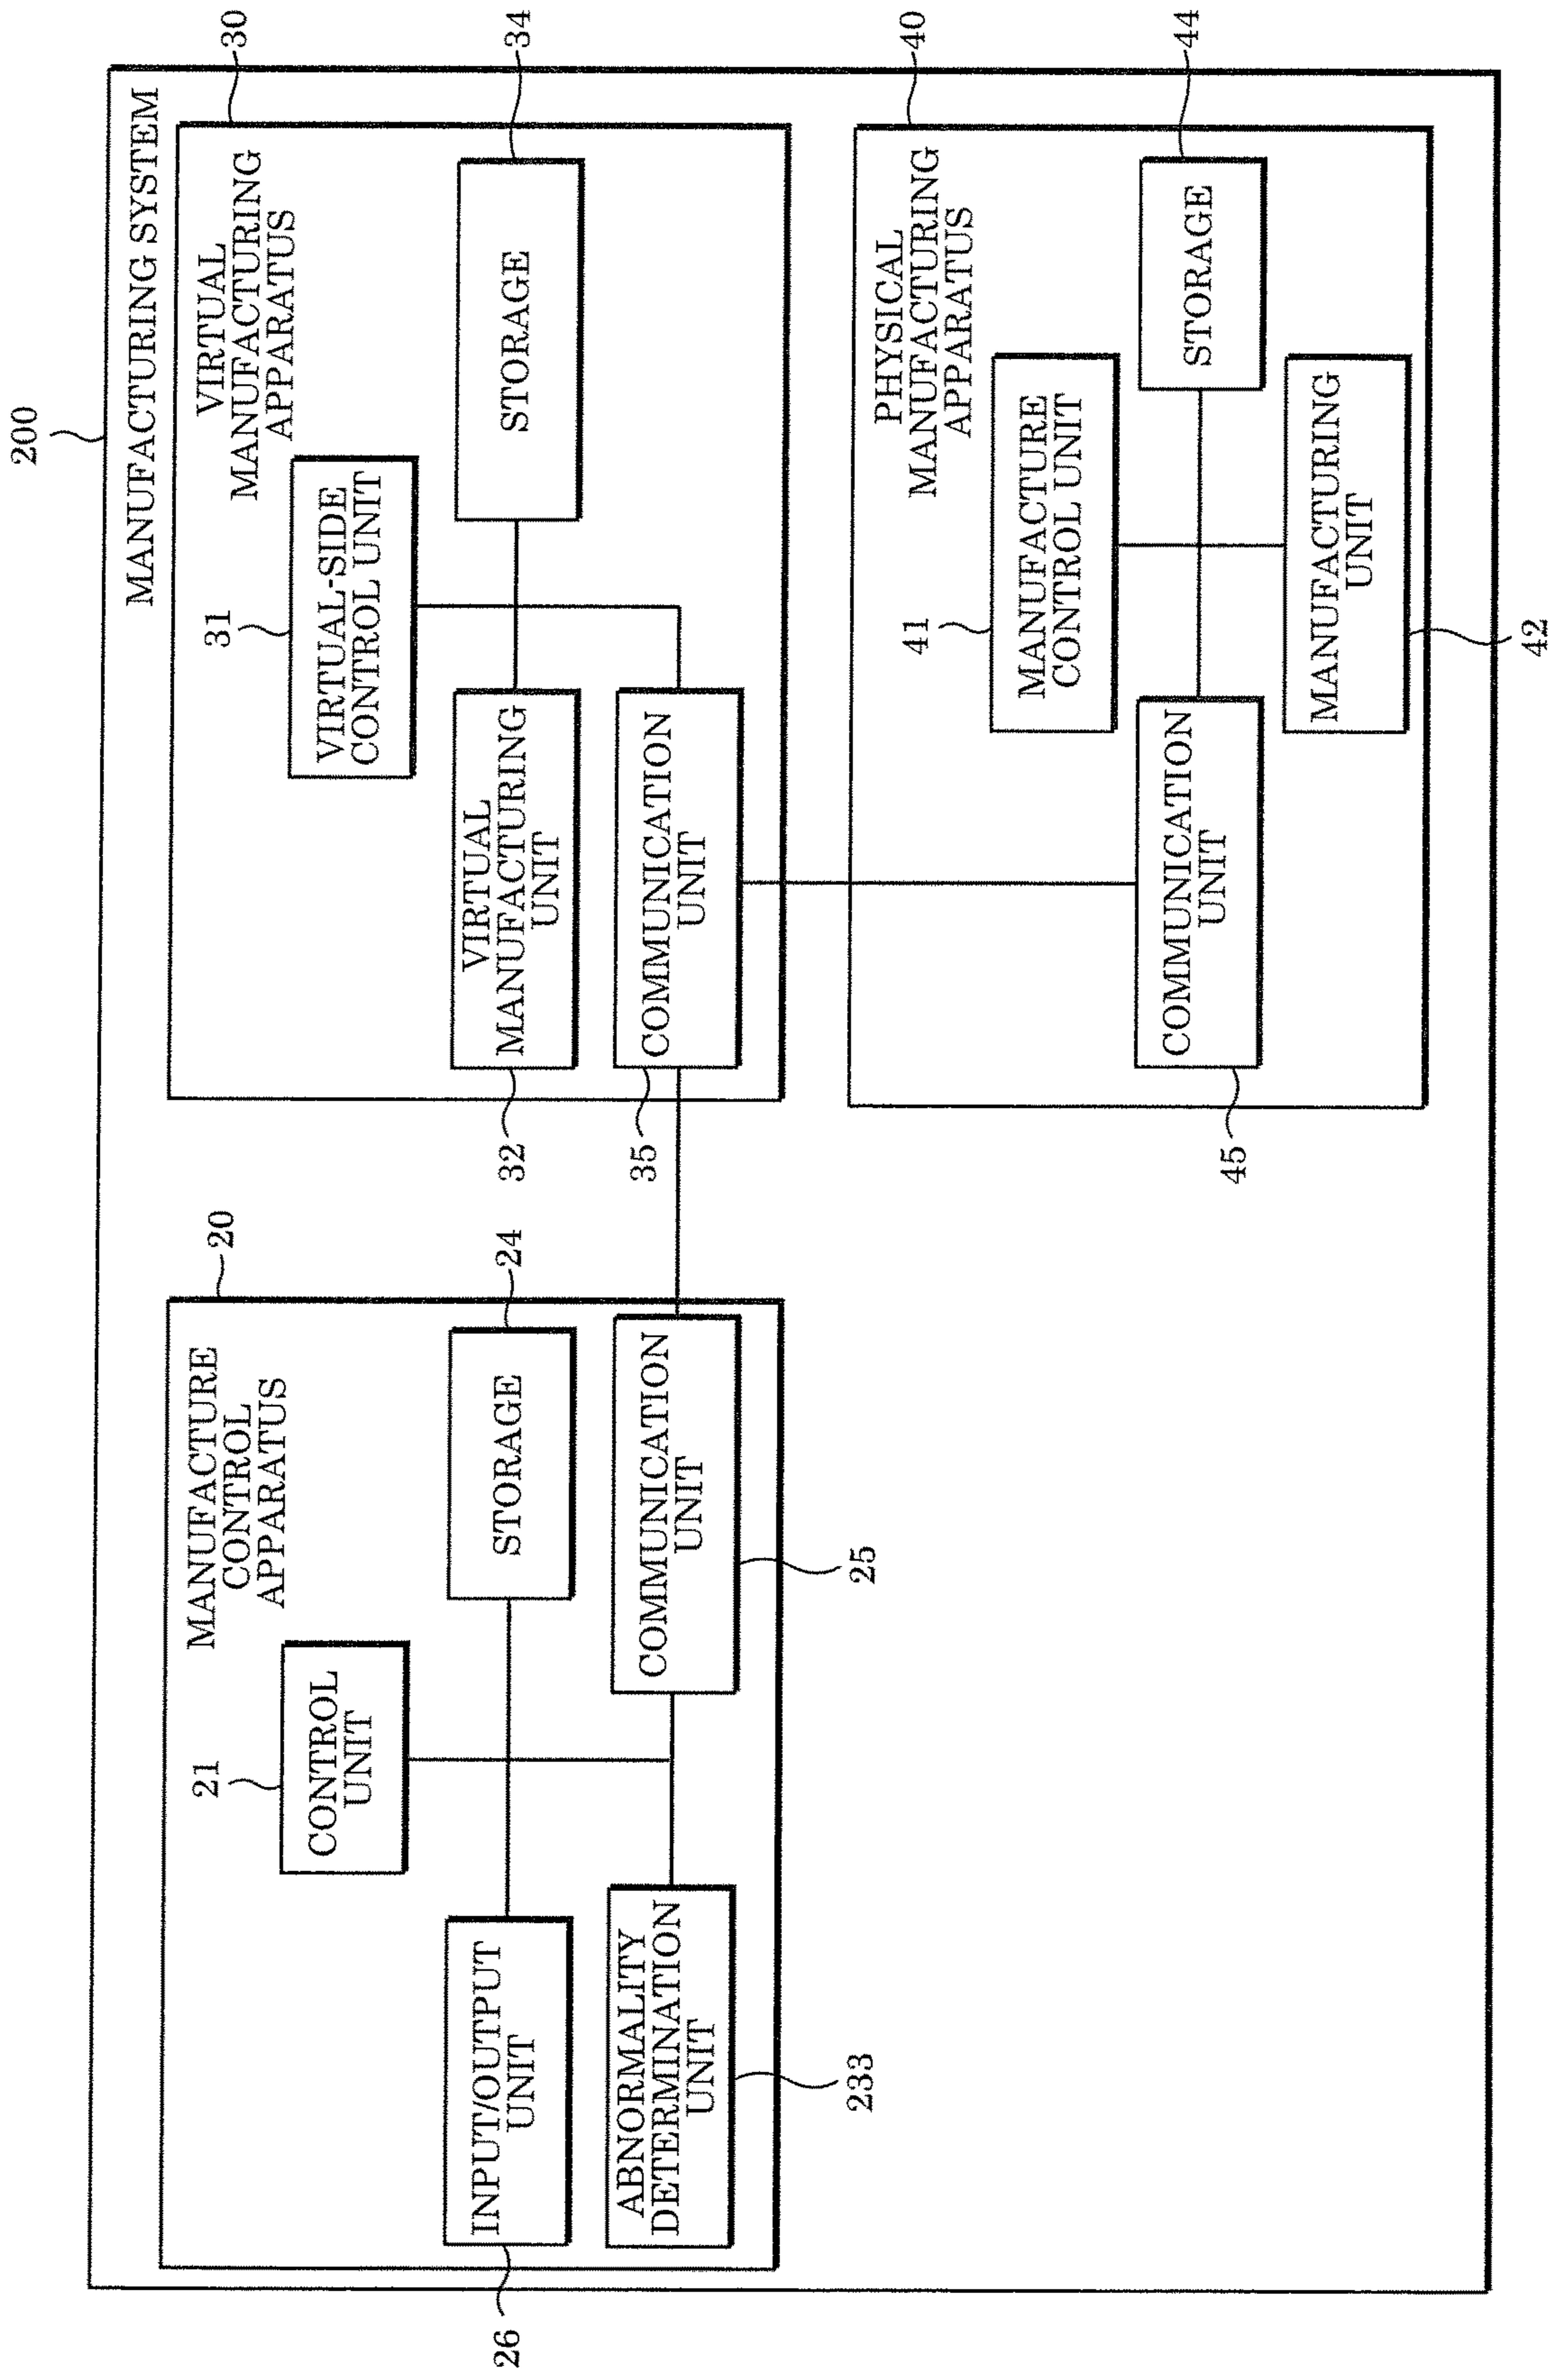 200
MANUFACTURING SYSTEM
20
MANUFACTURE
CONTROL
APPARATUS
21
CONTROL
UNIT
24
STORAGE
26
INPUT/OUTPUT
UNIT
25
COMMUNICATION
UNIT
233
ABNORMALITY
DETERMINATION
UNIT
30
VIRTUAL
MANUFACTURING
APPARATUS
31
VIRTUAL-SIDE
CONTROL UNIT
34
STORAGE
32
VIRTUAL
MANUFACTURING
UNIT
35
COMMUNICATION
UNIT
40
PHYSICAL
MANUFACTURING
APPARATUS
41
MANUFACTURE
CONTROL UNIT
44
STORAGE
45
COMMUNICATION
UNIT
42
MANUFACTURING
UNIT